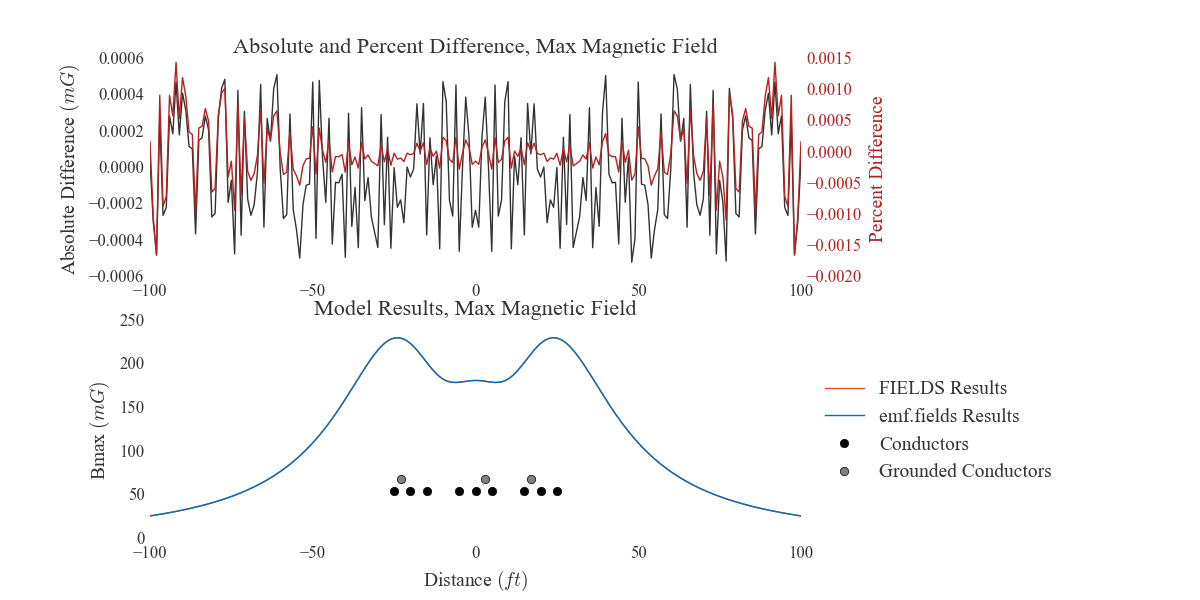 Absolute and Percent Difference, Max Magnetic Field
Absolute Difference (mG)
0.0006
0.0004
0.0002
0.0000
−0.0002
−0.0004
−0.0006
0.0015
0.0010
0.0005
0.0000
−0.0005
−0.0010
−0.0015
−0.0020
Percent Difference
−100 −50 0 50 100
Model Results, Max Magnetic Field
Bmax (mG)
250
200
150
100
50
0
−100 −50 0 50 100
Distance (ft)
FIELDS Results
emf.fields Results
Conductors
Grounded Conductors